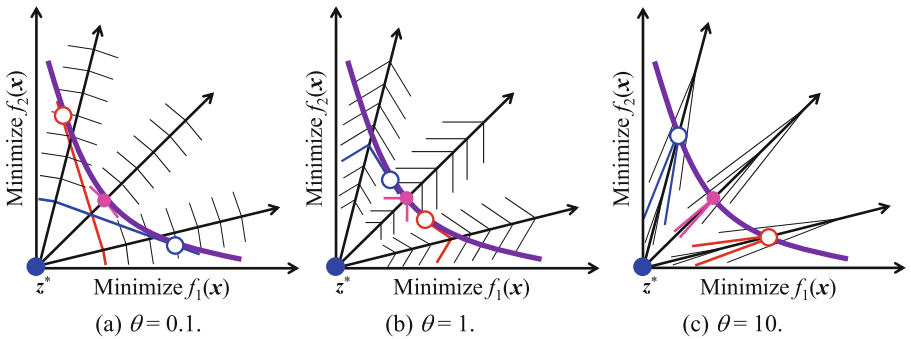 Minimize f₂(x)
z*
Minimize f₁(x)
(a) θ = 0.1.
Minimize f₂(x)
z*
Minimize f₁(x)
(b) θ = 1.
Minimize f₂(x)
z*
Minimize f₁(x)
(c) θ = 10.